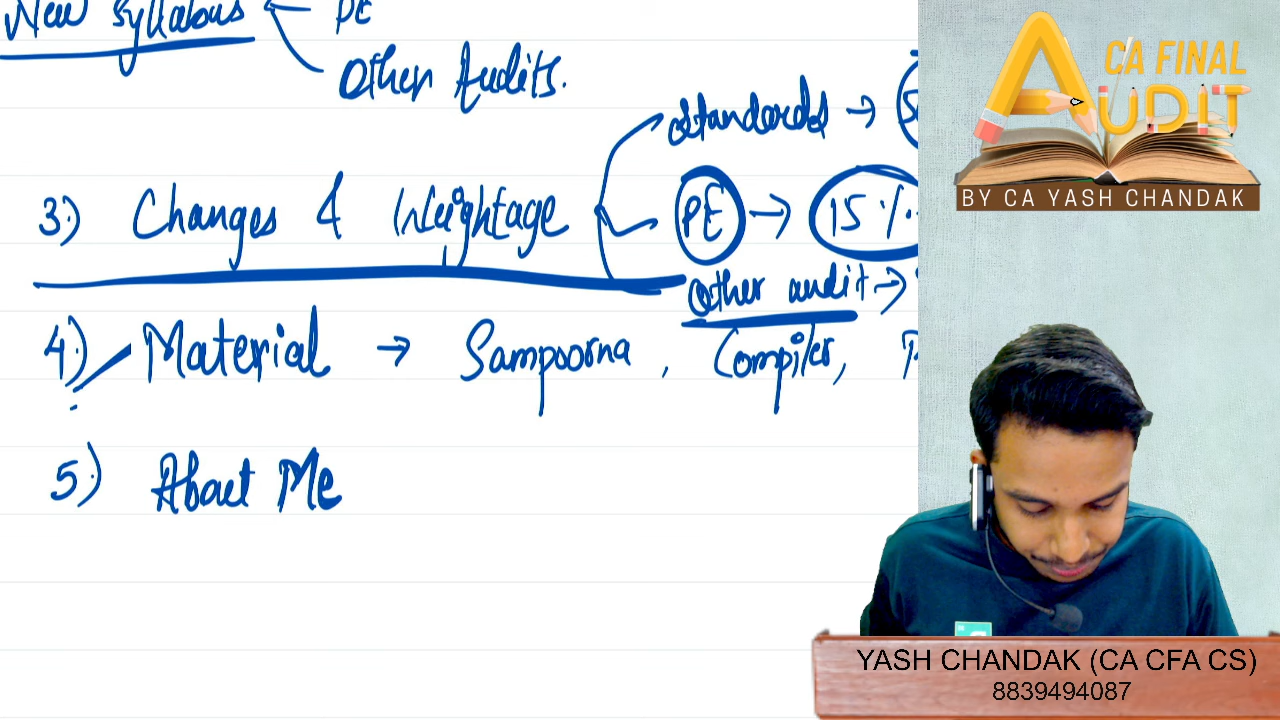 New Syllabus PE
Other Audits.
Standards →
3.) Changes & Weightage PE → 15 %.
Other audit →
4.) Material → Sampoorna , Compiler,
5.) About Me
CA FINAL
AUDIT
BY CA YASH CHANDAK
YASH CHANDAK (CA CFA CS)
8839494087